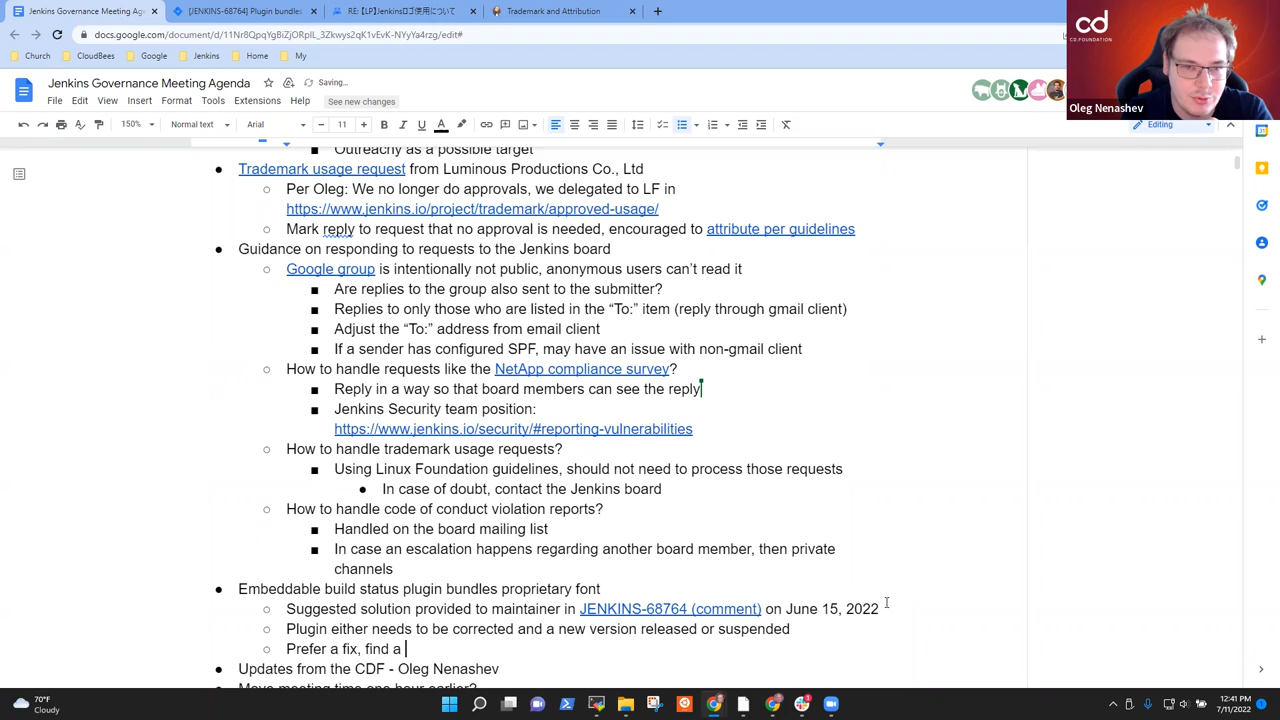 Jenkins Governance Meeting Agenda
[JENKINS-68764] Plugin bundles
RE: [LP]Jenkinsロゴ使用について
Trademark and Attribution
docs.google.com/document/d/11Nr8QpqYgBiZjORpIL_3Zkwys2qK1vEvK-NYyYa4rzg/edit#
Church
CloudBees
Google
Jenkins
Home
My
cd
CD.FOUNDATION
Oleg Nenashev
Jenkins Governance Meeting Agenda
Saving...
File Edit View Insert Format Tools Extensions Help
See new changes
150%
Normal text
Arial
11
Editing
Outreachy as a possible target
Trademark usage request from Luminous Productions Co., Ltd
Per Oleg: We no longer do approvals, we delegated to LF in
https://www.jenkins.io/project/trademark/approved-usage/
Mark reply to request that no approval is needed, encouraged to attribute per guidelines
Guidance on responding to requests to the Jenkins board
Google group is intentionally not public, anonymous users can't read it
Are replies to the group also sent to the submitter?
Replies to only those who are listed in the “To:” item (reply through gmail client)
Adjust the “To:” address from email client
If a sender has configured SPF, may have an issue with non-gmail client
How to handle requests like the NetApp compliance survey?
Reply in a way so that board members can see the reply
Jenkins Security team position:
https://www.jenkins.io/security/#reporting-vulnerabilities
How to handle trademark usage requests?
Using Linux Foundation guidelines, should not need to process those requests
In case of doubt, contact the Jenkins board
How to handle code of conduct violation reports?
Handled on the board mailing list
In case an escalation happens regarding another board member, then private
channels
Embeddable build status plugin bundles proprietary font
Suggested solution provided to maintainer in JENKINS-68764 (comment) on June 15, 2022
Plugin either needs to be corrected and a new version released or suspended
Prefer a fix, find a
Updates from the CDF - Oleg Nenashev
Move meeting time one hour earlier?
70°F
Cloudy
12:41 PM
7/11/2022